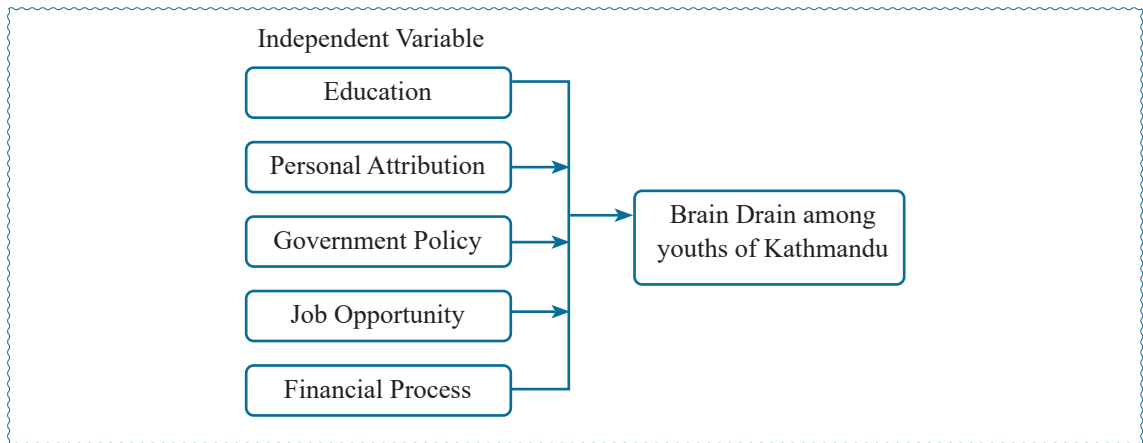 Independent Variable
Education
Personal Attribution
Government Policy
Job Opportunity
Financial Process
Brain Drain among
youths of Kathmandu